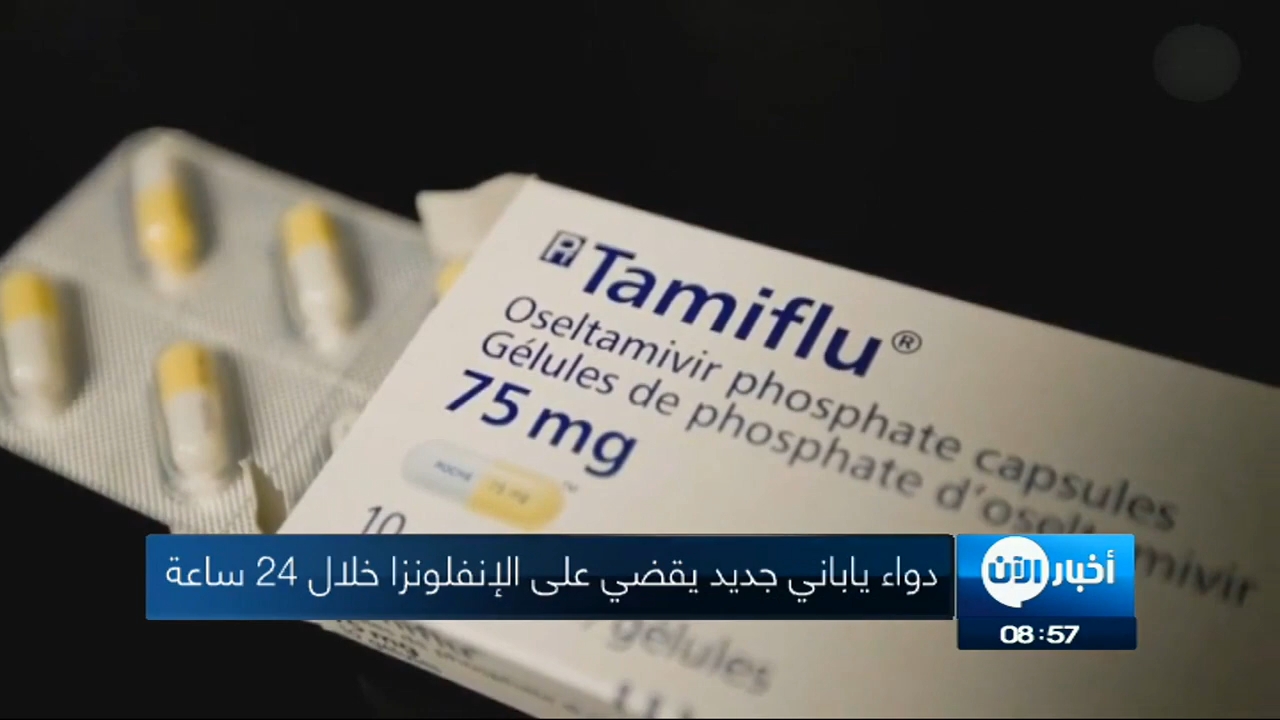 Tamiflu®
Oseltamivir phosphate capsules
Gélules de phosphate d'oseltamivir
75 mg
10
دواء ياباني جديد يقضي على الإنفلونزا خلال 24 ساعة
أخبار الآن
08:57
gélules